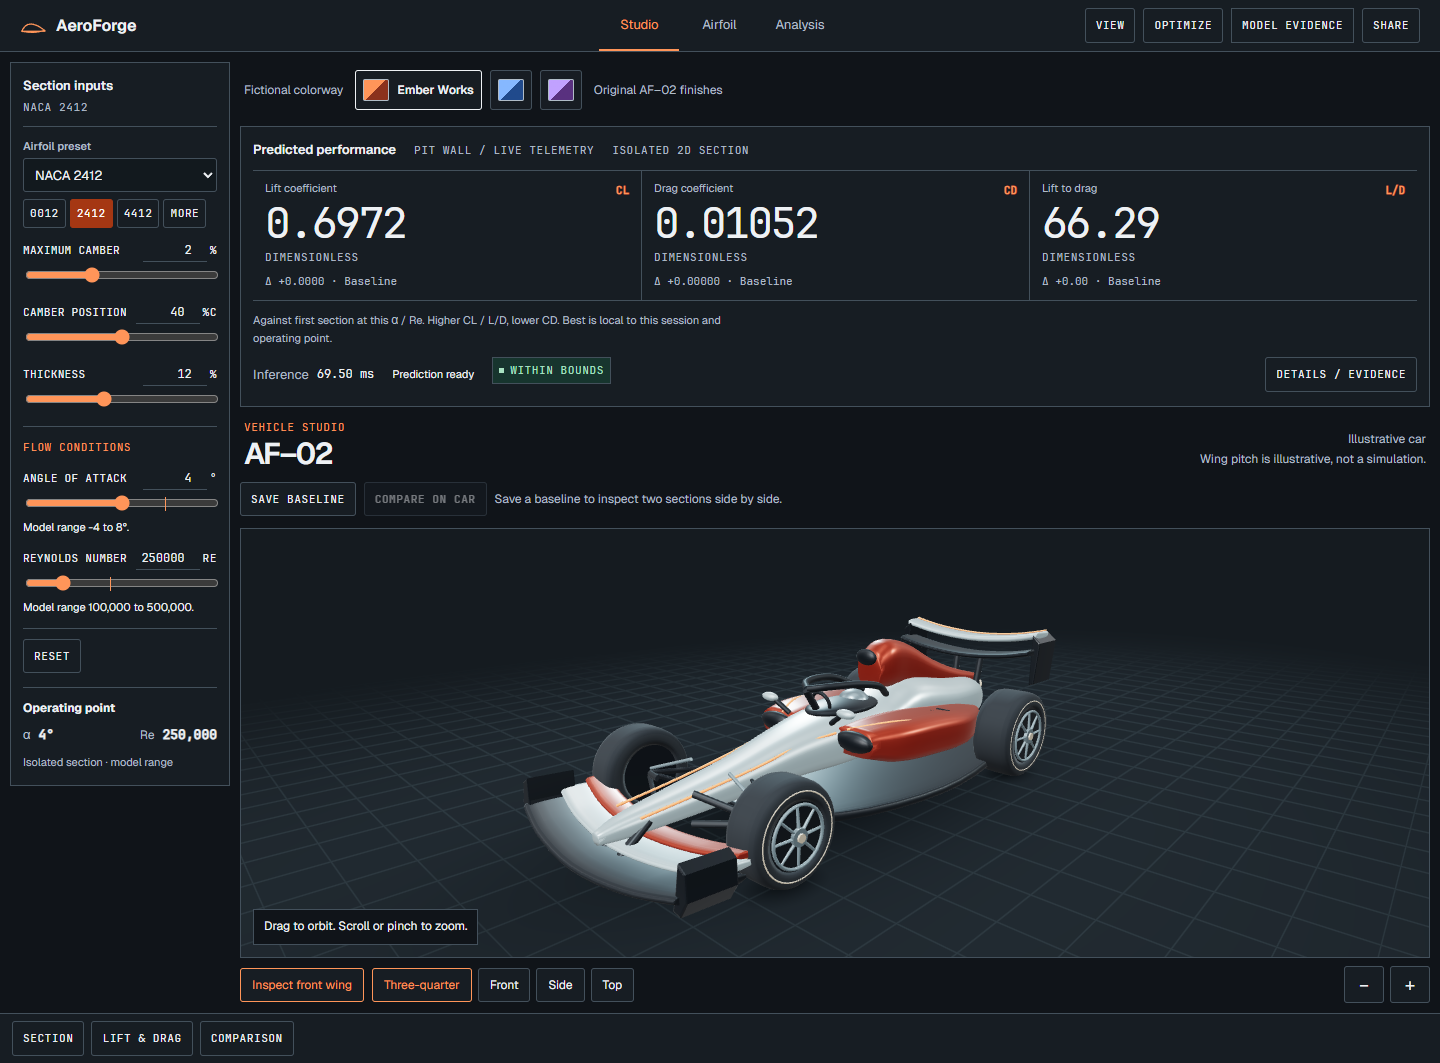 AeroForge
Studio
Airfoil
Analysis
VIEW
OPTIMIZE
MODEL EVIDENCE
SHARE
Section inputs
NACA 2412
Airfoil preset
NACA 2412
0012
2412
4412
MORE
MAXIMUM CAMBER 2 %
CAMBER POSITION 40 %C
THICKNESS 12 %
FLOW CONDITIONS
ANGLE OF ATTACK 4 °
Model range -4 to 8°.
REYNOLDS NUMBER 250000 RE
Model range 100,000 to 500,000.
RESET
Operating point
α 4° Re 250,000
Isolated section · model range
Fictional colorway
Ember Works
Original AF–02 finishes
Predicted performance PIT WALL / LIVE TELEMETRY ISOLATED 2D SECTION
Lift coefficient CL
0.6972
DIMENSIONLESS
Δ +0.0000 · Baseline
Drag coefficient CD
0.01052
DIMENSIONLESS
Δ +0.00000 · Baseline
Lift to drag L/D
66.29
DIMENSIONLESS
Δ +0.00 · Baseline
Against first section at this α / Re. Higher CL / L/D, lower CD. Best is local to this session and
operating point.
Inference 69.50 ms Prediction ready WITHIN BOUNDS
DETAILS / EVIDENCE
VEHICLE STUDIO
AF–02
Illustrative car
Wing pitch is illustrative, not a simulation.
SAVE BASELINE
COMPARE ON CAR
Save a baseline to inspect two sections side by side.
Drag to orbit. Scroll or pinch to zoom.
Inspect front wing
Three-quarter
Front
Side
Top
−
+
SECTION
LIFT & DRAG
COMPARISON